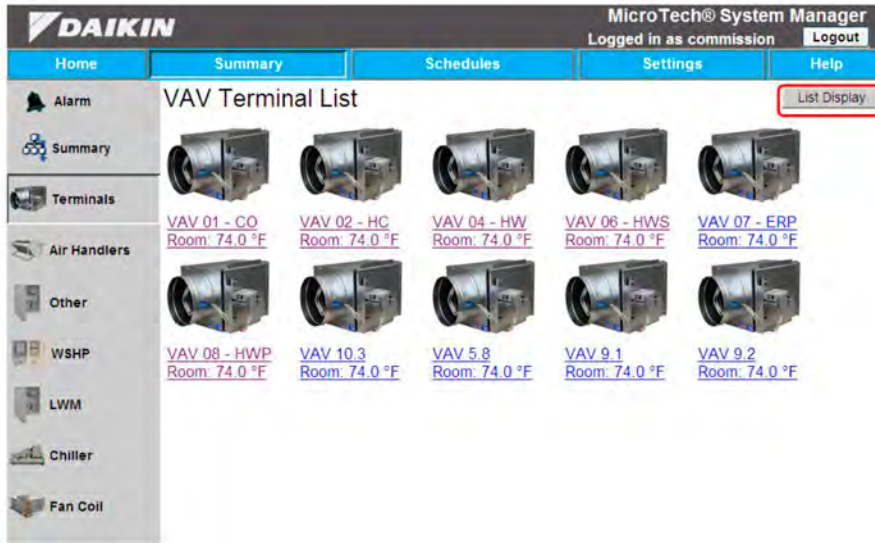 DAIKIN
MicroTech® System Manager
Logged in as commission Logout
Home Summary Schedules Settings Help
Alarm
Summary
Terminals
Air Handlers
Other
WSHP
LWM
Chiller
Fan Coil
VAV Terminal List
List Display
VAV 01 - CO VAV 02 - HC VAV 04 - HW VAV 06 - HWS VAV 07 - ERP
Room: 74.0 °F Room: 74.0 °F Room: 74.0 °F Room: 74.0 °F Room: 74.0 °F
VAV 08 - HWP VAV 10.3 VAV 5.8 VAV 9.1 VAV 9.2
Room: 74.0 °F Room: 74.0 °F Room: 74.0 °F Room: 74.0 °F Room: 74.0 °F